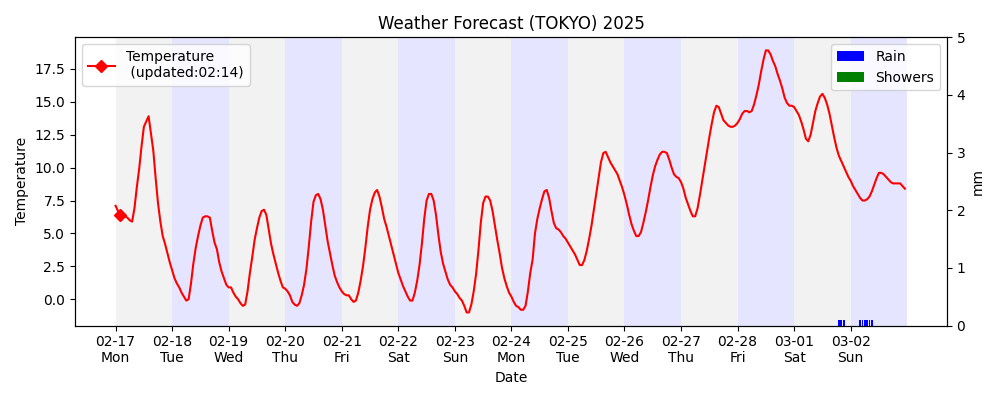 Weather Forecast (TOKYO) 2025
Temperature
(updated:02:14)
Rain
Showers
17.5
15.0
12.5
10.0
7.5
5.0
2.5
0.0
Temperature
5
4
3
2
1
0
mm
02-17 02-18 02-19 02-20 02-21 02-22 02-23 02-24 02-25 02-26 02-27 02-28 03-01 03-02
Mon Tue Wed Thu Fri Sat Sun Mon Tue Wed Thu Fri Sat Sun
Date